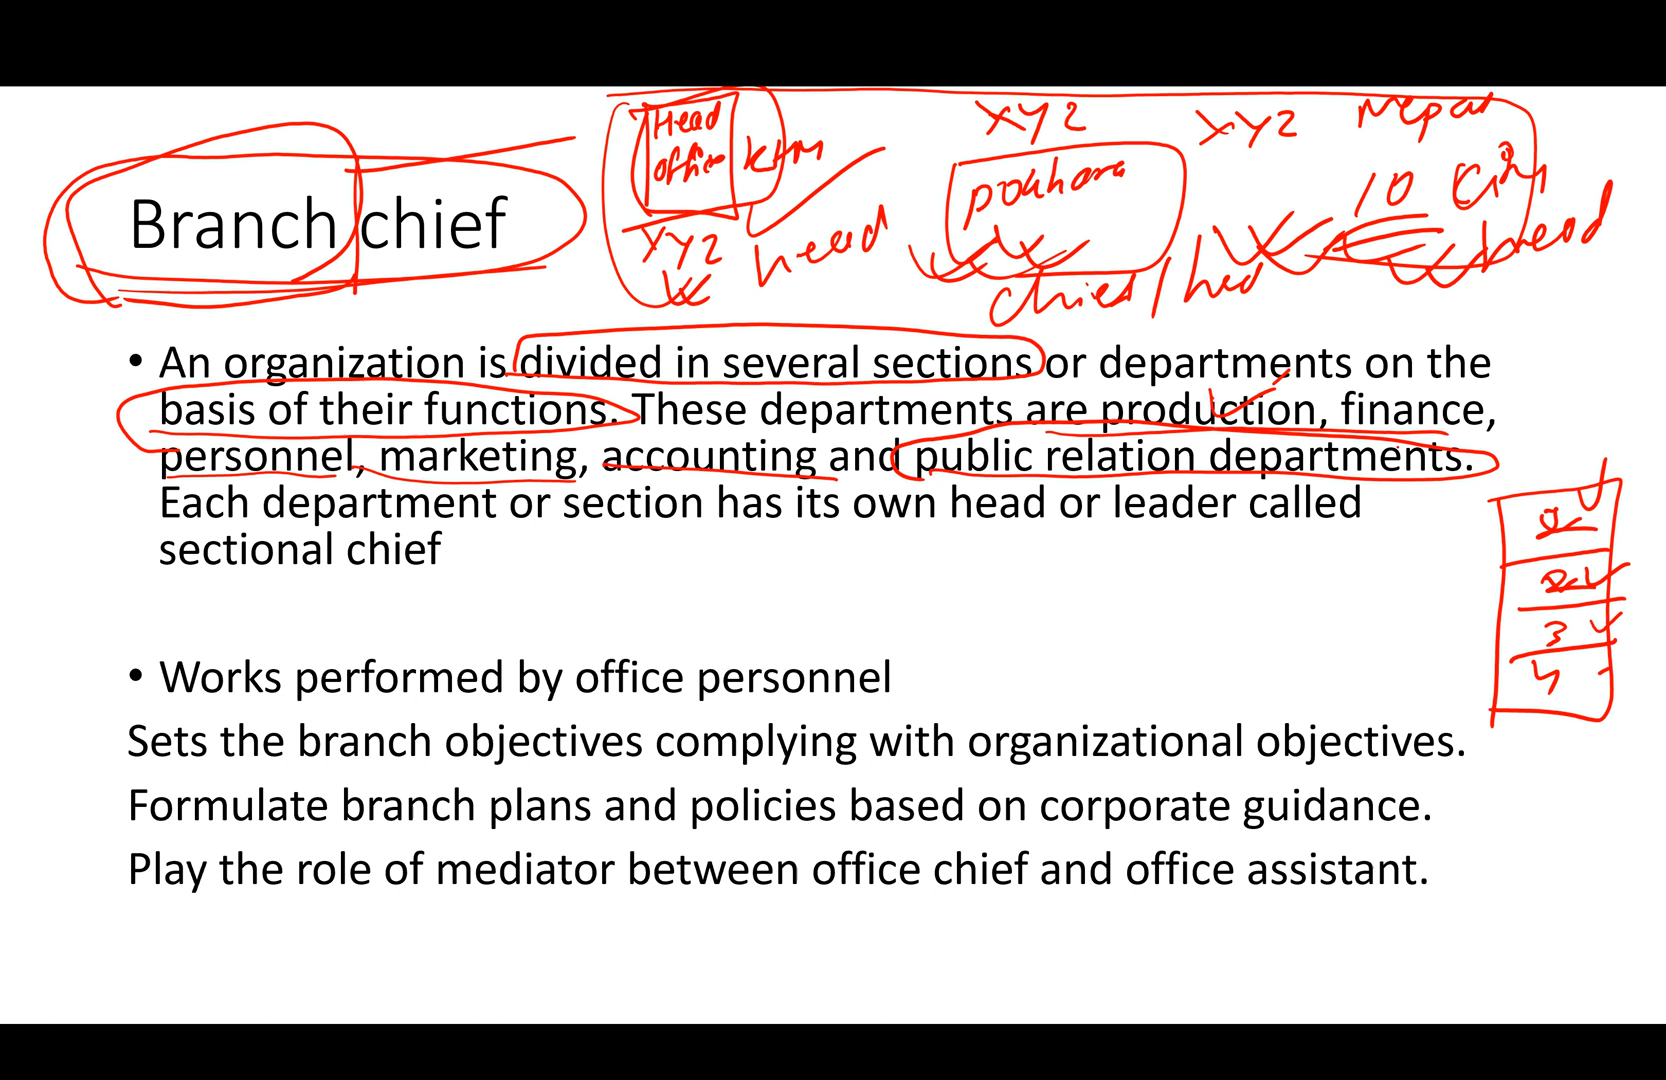 Head office KTM
XYZ
head
XYZ
pokhara
chief / hed
XYZ Nepal
10
head
Branch chief
• An organization is divided in several sections or departments on the
basis of their functions. These departments are production, finance,
personnel, marketing, accounting and public relation departments.
Each department or section has its own head or leader called
sectional chief
3
4
• Works performed by office personnel
Sets the branch objectives complying with organizational objectives.
Formulate branch plans and policies based on corporate guidance.
Play the role of mediator between office chief and office assistant.